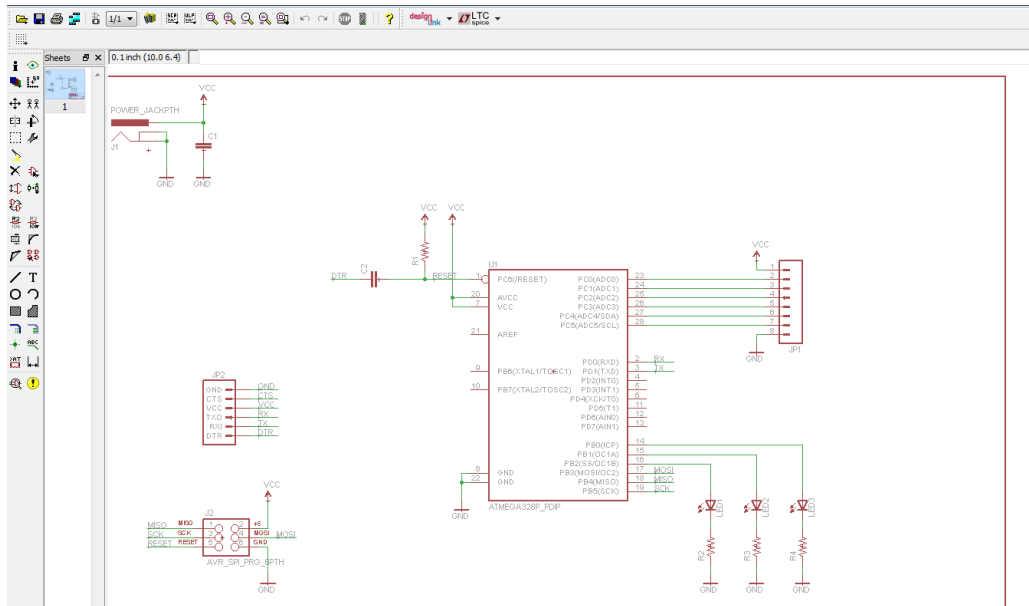 1/1
SCR
design link
LTC spice
Sheets
0.1 inch (10.0 6.4)
1
VCC
POWER_JACKPTH
J1
C1
GND
GND
VCC
VCC
R1
C2
DTR
RESET
U1
1
PC6(/RESET)
20
AVCC
7
VCC
21
AREF
9
PB6(XTAL1/TOSC1)
10
PB7(XTAL2/TOSC2)
8
GND
22
GND
GND
PC0(ADC0)
23
PC1(ADC1)
24
PC2(ADC2)
25
PC3(ADC3)
26
PC4(ADC4/SDA)
27
PC5(ADC5/SCL)
28
PD0(RXD)
2
RX
PD1(TXD)
3
TX
PD2(INT0)
4
PD3(INT1)
5
PD4(XCK/T0)
6
PD5(T1)
11
PD6(AIN0)
12
PD7(AIN1)
13
PB0(ICP)
14
PB1(OC1A)
15
PB2(SS/OC1B)
16
PB3(MOSI/OC2)
17
MOSI
PB4(MISO)
18
MISO
PB5(SCK)
19
SCK
ATMEGA328P_PDIP
VCC
1
2
3
4
5
6
7
8
JP1
GND
JP2
GND
GND
CTS
CTS
VCC
VCC
TXO
RX
RXI
TX
DTR
DTR
VCC
J2
MISO
MISO
1
2
+5
SCK
SCK
3
4
MOSI
MOSI
RESET
RESET
5
6
GND
AVR_SPI_PRG_6PTH
GND
LED1
LED2
LED3
R2
R3
R4
GND
GND
GND